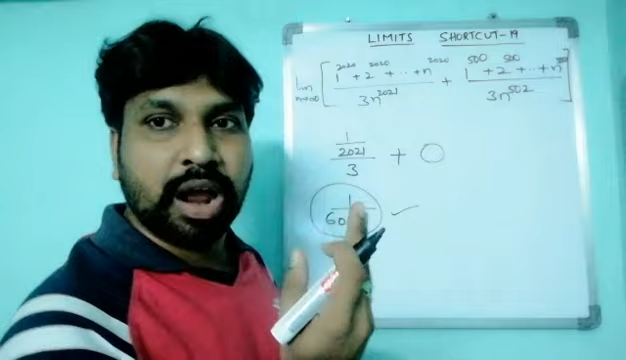 LIMITS SHORTCUT-19
lim n→∞ [ (1^2020 + 2^2020 + ... + n^2020) / 3n^2021 + (1^500 + 2^500 + ... + n^500) / 3n^502 ]
(1/2021) / 3 + 0
1 / 60 ✓